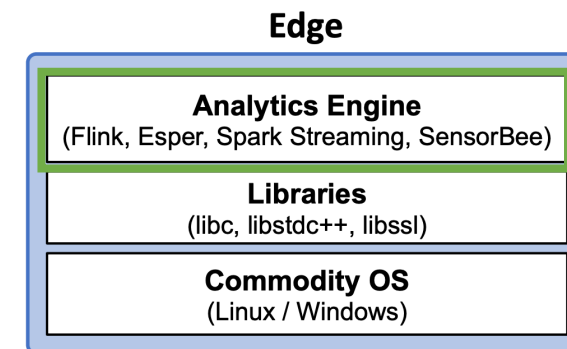 Edge
Analytics Engine
(Flink, Esper, Spark Streaming, SensorBee)
Libraries
(libc, libstdc++, libssl)
Commodity OS
(Linux / Windows)